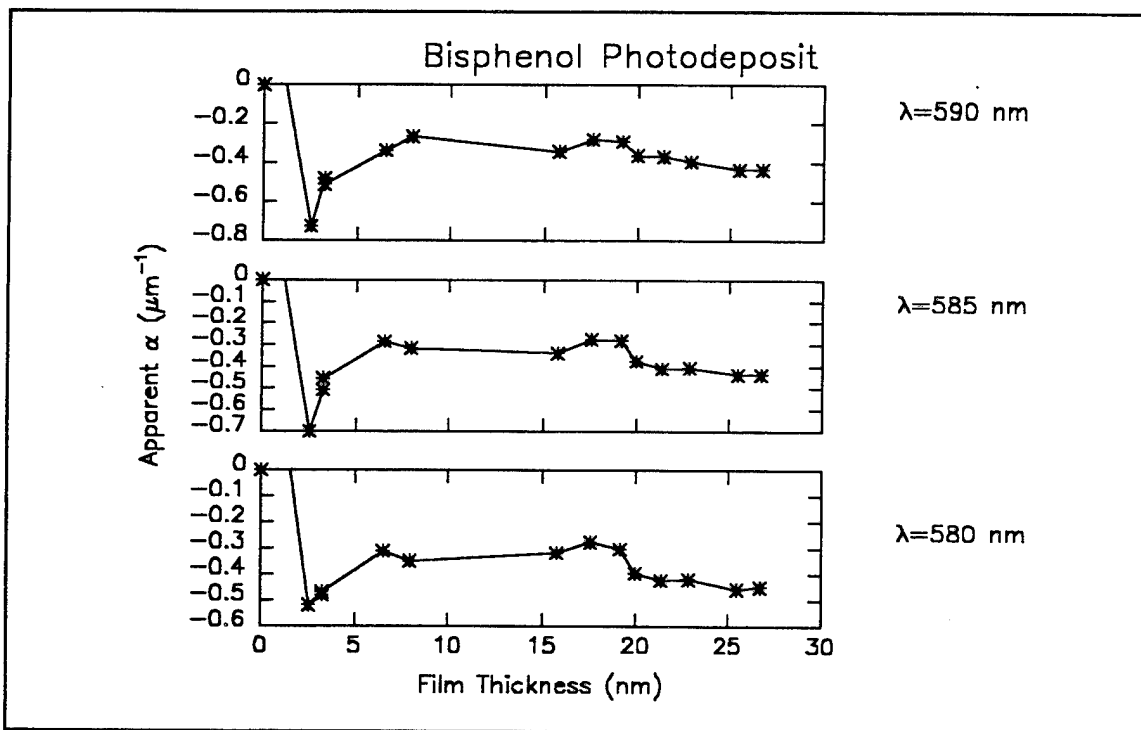 Bisphenol Photodeposit
0
−0.2
−0.4
−0.6
−0.8
λ=590 nm
0
−0.1
−0.2
−0.3
−0.4
−0.5
−0.6
−0.7
λ=585 nm
Apparent α (μm⁻¹)
0
−0.1
−0.2
−0.3
−0.4
−0.5
−0.6
λ=580 nm
0 5 10 15 20 25 30
Film Thickness (nm)